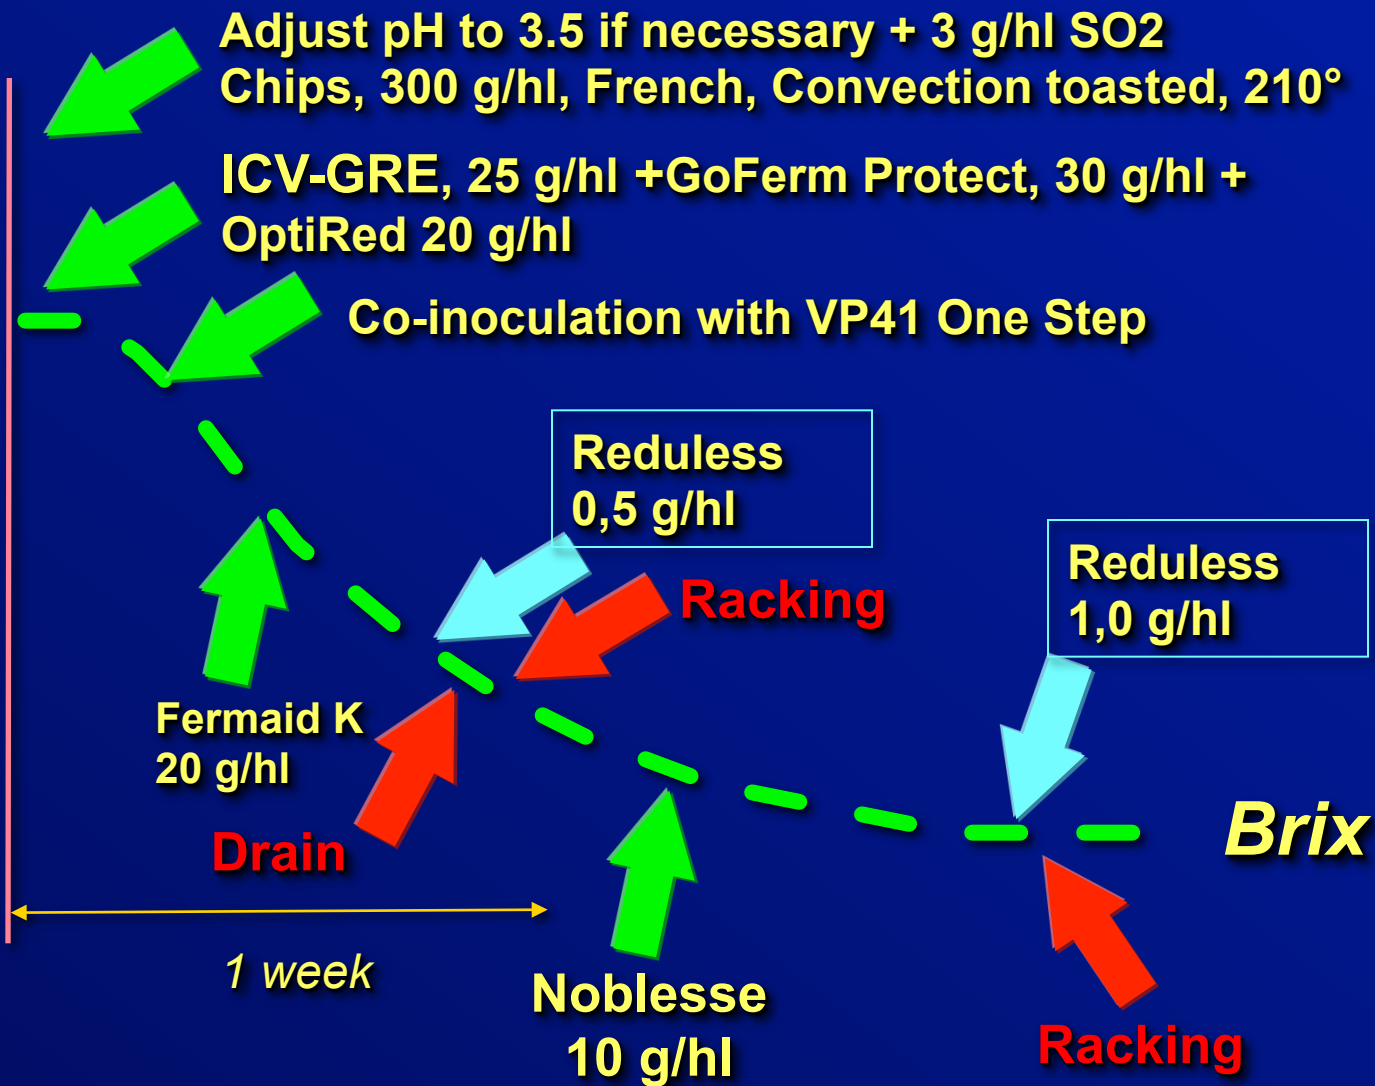 Adjust pH to 3.5 if necessary + 3 g/hl SO2
Chips, 300 g/hl, French, Convection toasted, 210°
ICV-GRE, 25 g/hl +GoFerm Protect, 30 g/hl +
OptiRed 20 g/hl
Co-inoculation with VP41 One Step
Reduless
0,5 g/hl
Reduless
1,0 g/hl
Racking
Fermaid K
20 g/hl
Drain
Brix
1 week
Noblesse
10 g/hl
Racking